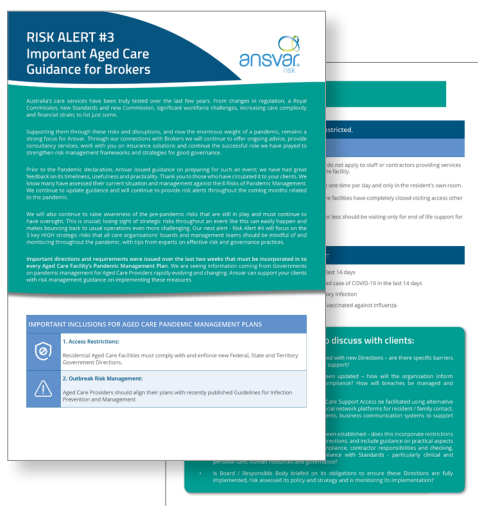 RISK ALERT #3
Important Aged Care
Guidance for Brokers
ansvar
risk
Australia's care services have been truly tested over the last few years. From changes in regulation, a Royal
Commission, new Standards and new Commission, significant workforce challenges, increasing care complexity
and financial strain; to list just some.
Supporting them through these risks and disruptions, and now the enormous weight of a pandemic, remains a
strong focus for Ansvar. Through our connections with Brokers we will continue to offer ongoing advice, provide
consultancy services, work with you on insurance solutions and continue the successful role we have played to
strengthen risk management frameworks and strategies for good governance.
Prior to the Pandemic declaration, Ansvar issued guidance on preparing for such an event; we have had great
feedback on its timeliness, usefulness and practicality. Thank you to those who have circulated it to your clients. We
know many have assessed their current situation and management against the 8 Risks of Pandemic Management.
We continue to update guidance and will continue to provide risk alerts throughout the coming months related
to the pandemic.
We will also continue to raise awareness of the pre-pandemic risks that are still in play and must continue to
have oversight. This is crucial; losing sight of strategic risks throughout an event like this can easily happen and
makes bouncing back to usual operations even more challenging. Our next alert - Risk Alert #4 will focus on the
3 key HIGH strategic risks that all care organisations' boards and management teams should be mindful of and
monitoring throughout the pandemic, with tips from experts on effective risk and governance practices.
Important directions and requirements were issued over the last two weeks that must be incorporated in to
every Aged Care Facility's Pandemic Management Plan. We are seeing information coming from Governments
on pandemic management for Aged Care Providers rapidly evolving and changing. Ansvar can support your clients
with risk management guidance on implementing these measures.
IMPORTANT INCLUSIONS FOR AGED CARE PANDEMIC MANAGEMENT PLANS
1. Access Restrictions:
Residential Aged Care Facilities must comply with and enforce new Federal, State and Territory
Government Directions.
2. Outbreak Risk Management:
Aged Care Providers should align their plans with recently published Guidelines for Infection
Prevention and Management
stricted.
do not apply to staff or contractors providing services
he facility.
one time per day and only in the resident's own room.
e facilities have completely closed visiting access other
r less should be visiting only for end of life support for
last 14 days
ed case of COVID-19 in the last 14 days
ory infection
vaccinated against Influenza
o discuss with clients:
ed with new Directions – are there specific barriers
support?
een updated – how will the organisation inform
mpliance? How will breaches be managed and
Care Support Access be facilitated using alternative
cial network platforms for resident / family contact,
ents, business communication systems to support
een established - does this incorporate restrictions
rections, and include guidance on practical aspects
pliance, contractor responsibilities and checking,
liance with Standards - particularly clinical and
personal care, human resources and governance?
• Is Board / Responsible Body briefed on its obligations to ensure these Directions are fully
implemented, risk assessed its policy and strategy and is monitoring its implementation?